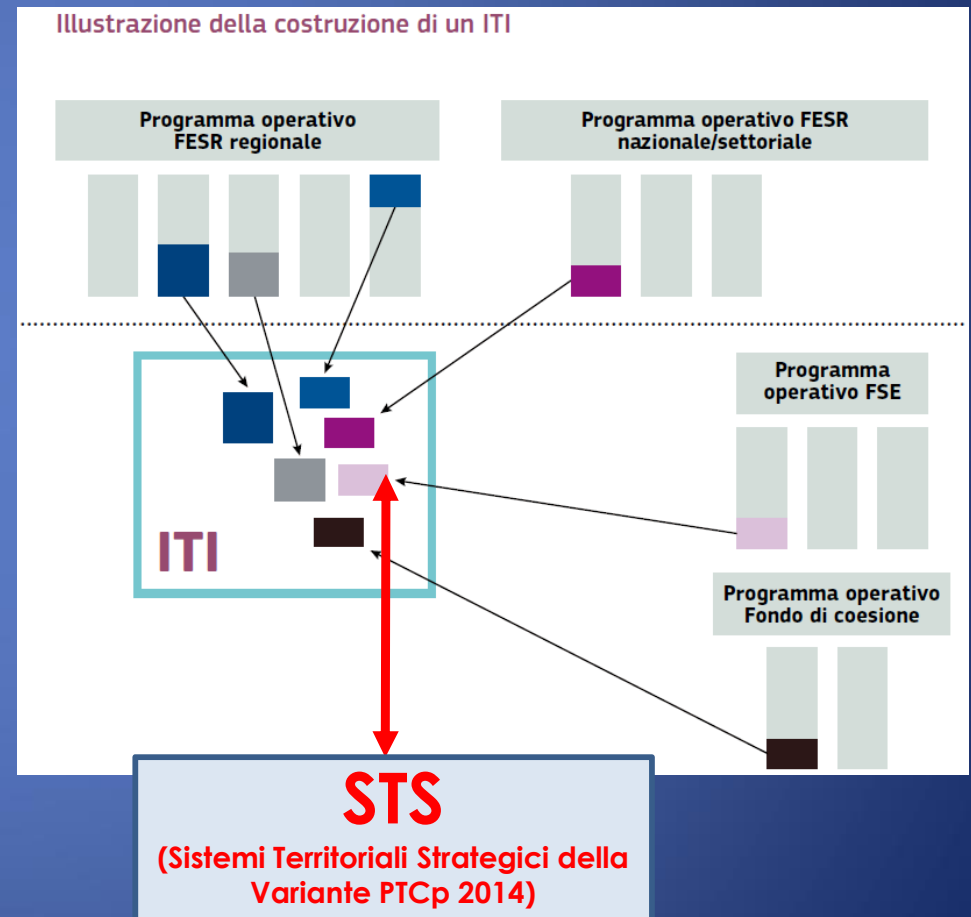 Illustrazione della costruzione di un ITI
Programma operativo
FESR regionale
Programma operativo FESR
nazionale/settoriale
Programma
operativo FSE
ITI
Programma operativo
Fondo di coesione
STS
(Sistemi Territoriali Strategici della
Variante PTCp 2014)